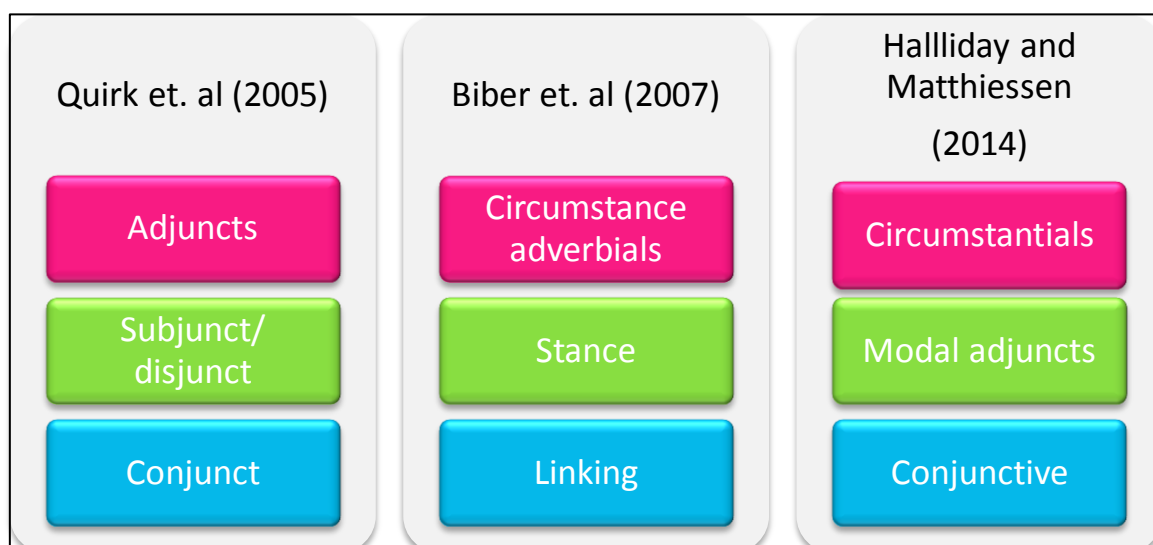 Quirk et. al (2005)
Adjuncts
Subjunct/
disjunct
Conjunct
Biber et. al (2007)
Circumstance
adverbials
Stance
Linking
Hallliday and
Matthiessen
(2014)
Circumstantials
Modal adjuncts
Conjunctive